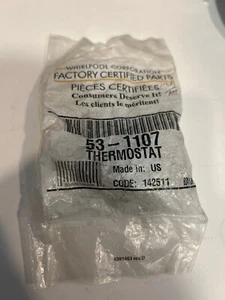 WHIRLPOOL CORPORATION
FACTORY CERTIFIED PARTS
PIÈCES CERTIFIÉES
Consumers Deserve It!
Les clients le méritent!
53-1107
THERMOSTAT
Made in: US
CODE: 142511